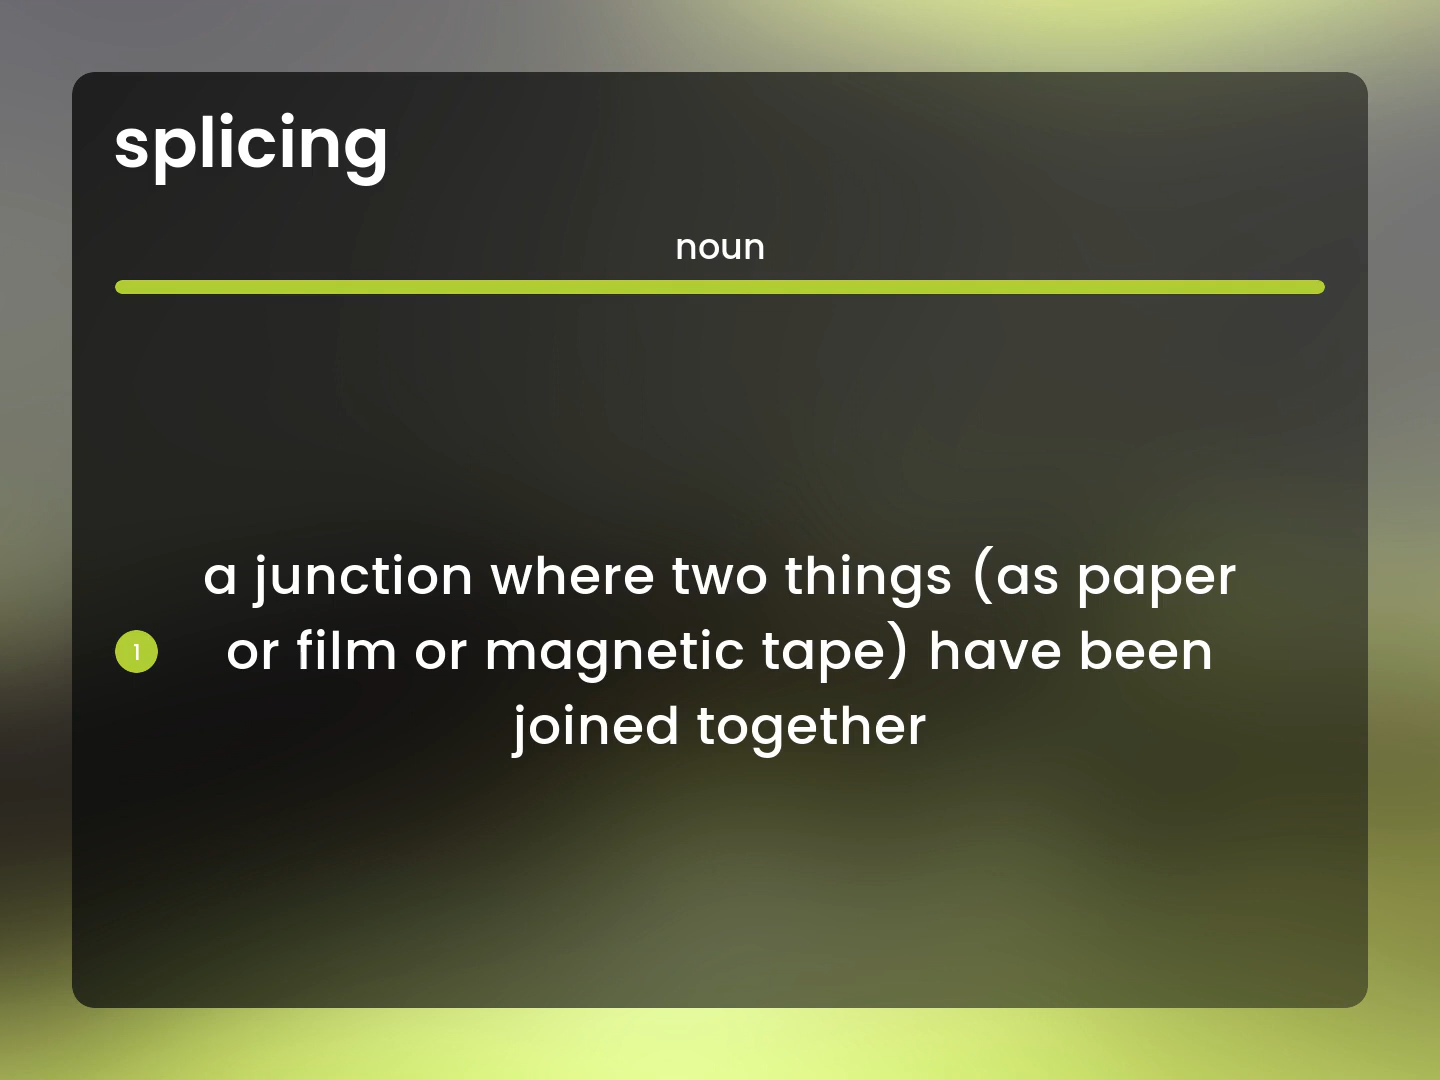 splicing
noun
a junction where two things (as paper
1
or film or magnetic tape) have been
joined together